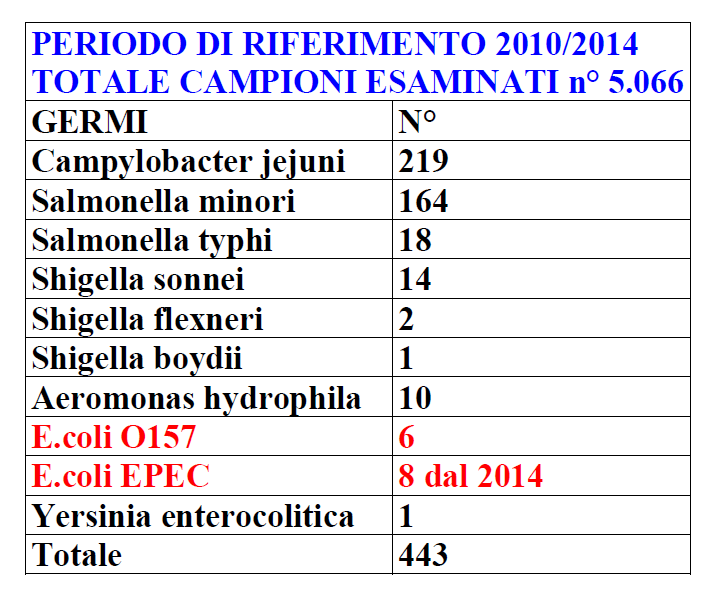 PERIODO DI RIFERIMENTO 2010/2014
TOTALE CAMPIONI ESAMINATI n° 5.066
GERMI N°
Campylobacter jejuni 219
Salmonella minori 164
Salmonella typhi 18
Shigella sonnei 14
Shigella flexneri 2
Shigella boydii 1
Aeromonas hydrophila 10
E.coli O157 6
E.coli EPEC 8 dal 2014
Yersinia enterocolitica 1
Totale 443